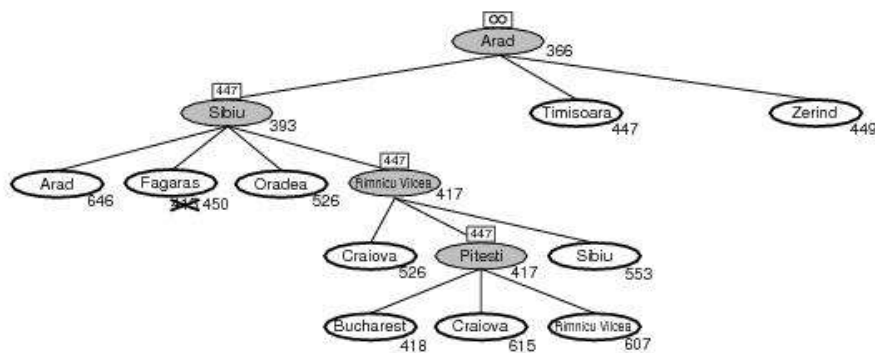 ∞
Arad
366
447
Sibiu
393
Timisoara
447
Zerind
449
Arad
646
Fagaras
450
Oradea
526
447
Rimnicu Vilcea
417
Craiova
526
447
Pitesti
417
Sibiu
553
Bucharest
418
Craiova
615
Rimnicu Vilcea
607